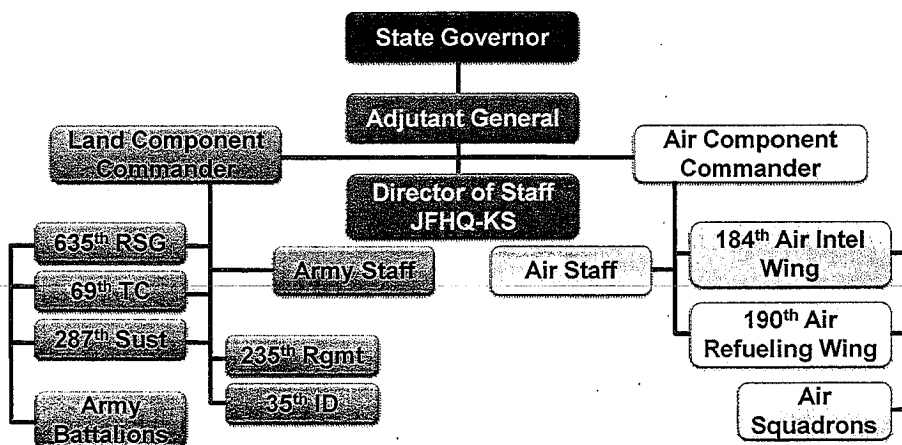 State Governor
Adjutant General
Land Component
Commander
Air Component
Commander
Director of Staff
JFHQ-KS
635th RSG
Army Staff
Air Staff
184th Air Intel
Wing
69th TC
287th Sust
190th Air
Refueling Wing
235th Rgmt
35th ID
Army
Battalions
Air
Squadrons